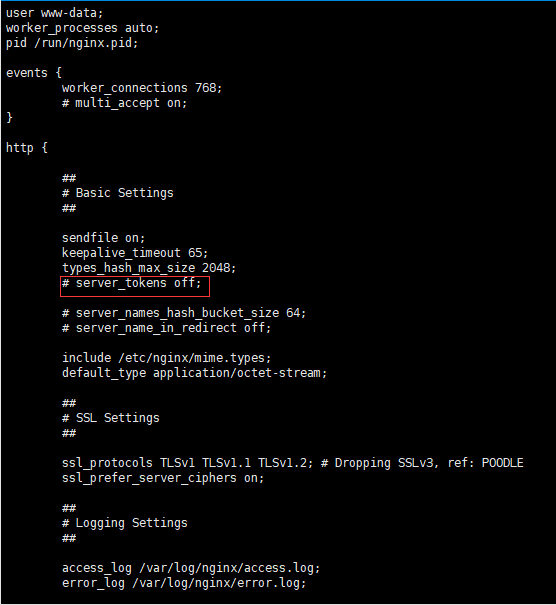 user www-data;
worker_processes auto;
pid /run/nginx.pid;
events {
worker_connections 768;
# multi_accept on;
}
http {
##
# Basic Settings
##
sendfile on;
keepalive_timeout 65;
types_hash_max_size 2048;
# server_tokens off;
# server_names_hash_bucket_size 64;
# server_name_in_redirect off;
include /etc/nginx/mime.types;
default_type application/octet-stream;
##
# SSL Settings
##
ssl_protocols TLSv1 TLSv1.1 TLSv1.2; # Dropping SSLv3, ref: POODLE
ssl_prefer_server_ciphers on;
##
# Logging Settings
##
access_log /var/log/nginx/access.log;
error_log /var/log/nginx/error.log;